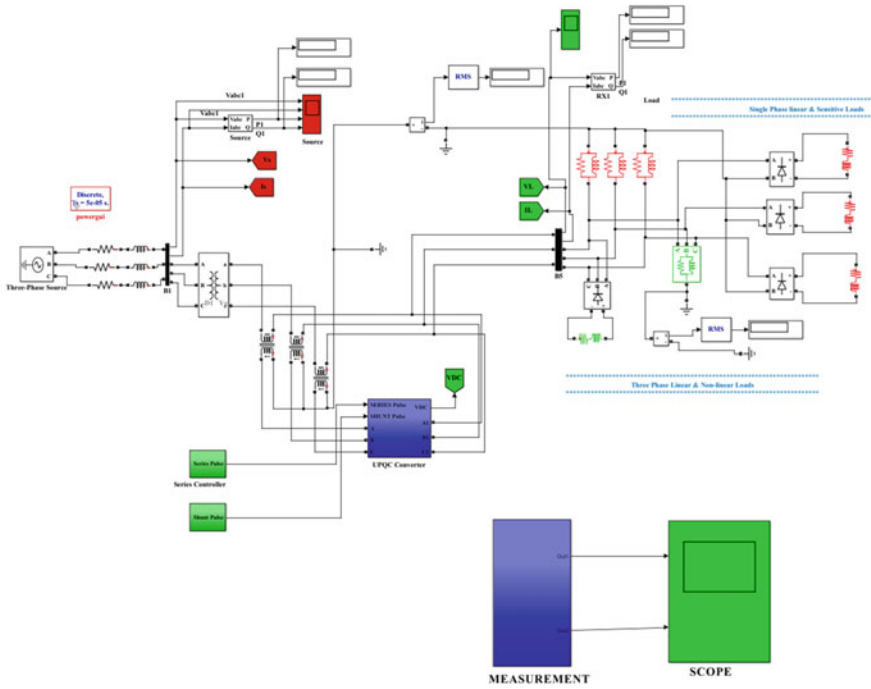 Vabc1
Vabc1
Vabc P
Iabc Q
P1
Q1
Source
Source
Vs
Is
Discrete,
Ts = 5e-05 s.
powergui
A
B
C
Three-Phase Source
B1
A
B
C
a
b
RMS
Vabc P
Iabc Q
P1
Q1
RX1
Load
Single Phase linear & Sensitive Loads
VL
IL
B5
A
B
C
A
B
A
B
A
B
RMS
Three Phase Linear & Non-linear Loads
VDC
SERIES Pulse
SHUNT Pulse
VDC
UPQC Converter
Series Pulse
Series Controller
Shunt Pulse
Out1
MEASUREMENT
SCOPE